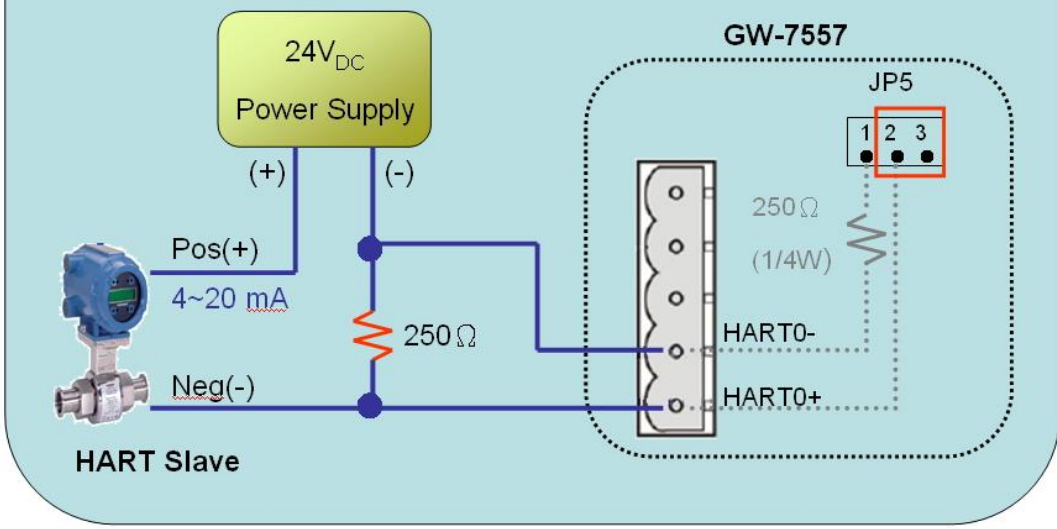 24VDC
Power Supply
(+)
(-)
GW-7557
JP5
1 2 3
250Ω
(1/4W)
Pos(+)
4~20 mA
250Ω
HART0-
Neg(-)
HART0+
HART Slave